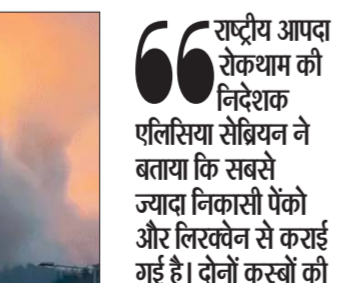 राष्ट्रीय आपदा
रोकथाम की
निदेशक
एलिसिया सेब्रियन ने
बताया कि सबसे
ज्यादा निकासी पेंको
और लिरक्वेन से कराई
गई है। दोनों कस्बों की